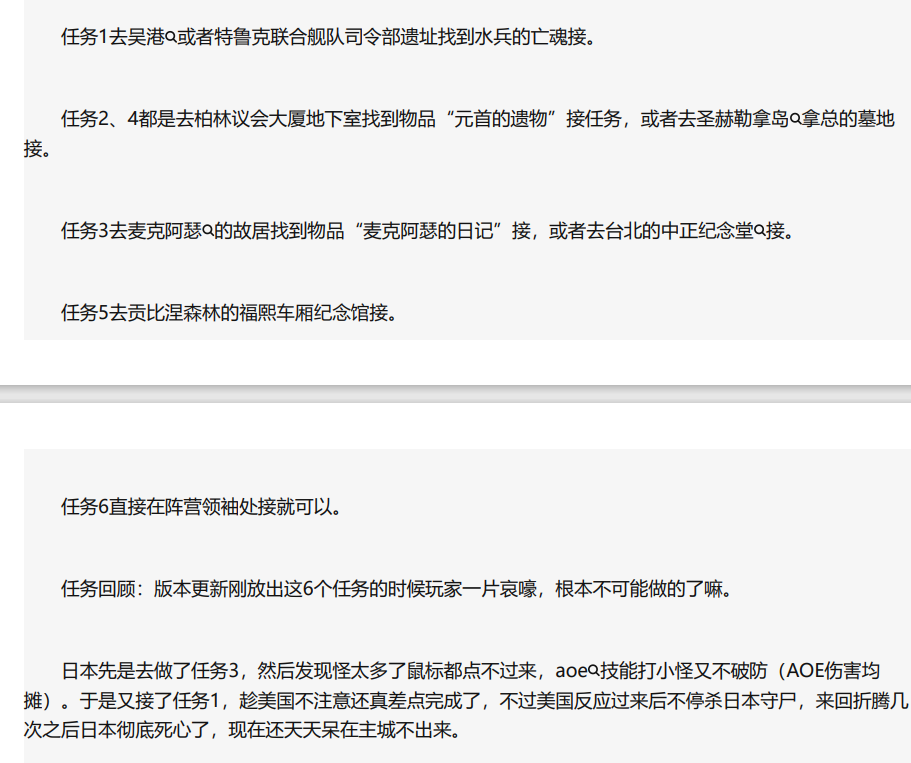 任务1去吴港或者特鲁克联合舰队司令部遗址找到水兵的亡魂接。
任务2、4都是去柏林议会大厦地下室找到物品“元首的遗物”接任务，或者去圣赫勒拿岛拿总的墓地
接。
任务3去麦克阿瑟的故居找到物品“麦克阿瑟的日记”接，或者去台北的中正纪念堂接。
任务5去贡比涅森林的福熙车厢纪念馆接。
任务6直接在阵营领袖处接就可以。
任务回顾：版本更新刚放出这6个任务的时候玩家一片哀嚎，根本不可能做的了嘛。
日本先是去做了任务3，然后发现怪太多了鼠标都点不过来，aoe技能打小怪又不破防（AOE伤害均
摊）。于是又接了任务1，趁美国不注意还真差点完成了，不过美国反应过来后不停杀日本守尸，来回折腾几
次之后日本彻底死心了，现在还天天呆在主城不出来。